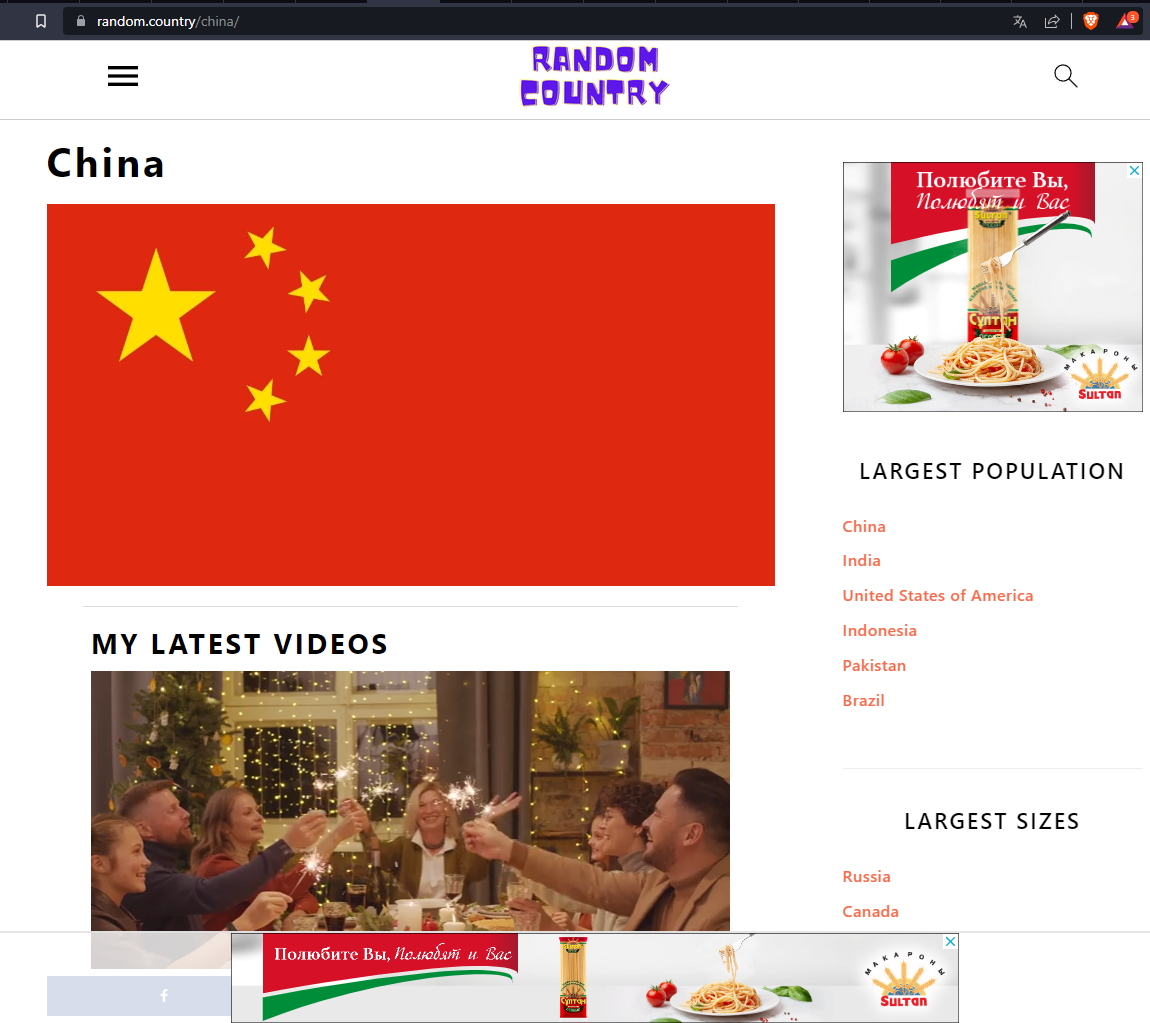 random.country/china/
3
RANDOM
COUNTRY
China
Полюбите Вы,
Полюбят и Вас
Sultan
СУЛТАН
МАКАРОНЫ
SULTAN
LARGEST POPULATION
China
India
United States of America
Indonesia
Pakistan
Brazil
MY LATEST VIDEOS
LARGEST SIZES
Russia
Canada
Полюбите Вы, Полюбят и Вас
СУЛТАН
МАКАРОНЫ
SULTAN
f